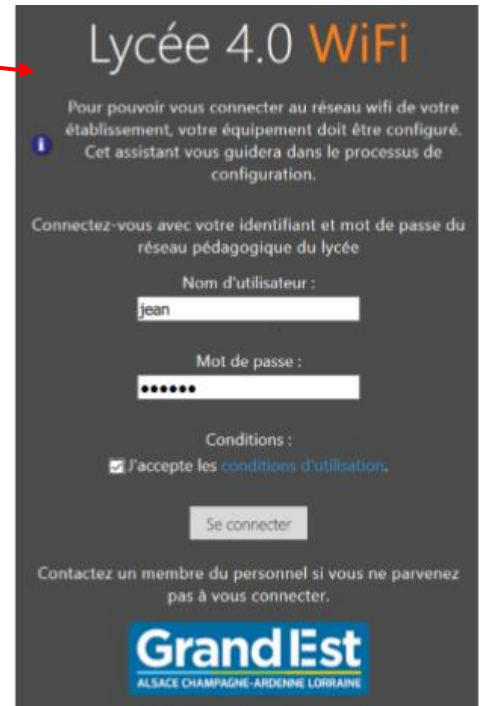 Lycée 4.0 WiFi
Pour pouvoir vous connecter au réseau wifi de votre
établissement, votre équipement doit être configuré.
Cet assistant vous guidera dans le processus de
configuration.
Connectez-vous avec votre identifiant et mot de passe du
réseau pédagogique du lycée
Nom d'utilisateur :
jean
Mot de passe :
••••••
Conditions :
J'accepte les conditions d'utilisation.
Se connecter
Contactez un membre du personnel si vous ne parvenez
pas à vous connecter.
Grand Est
ALSACE CHAMPAGNE-ARDENNE LORRAINE